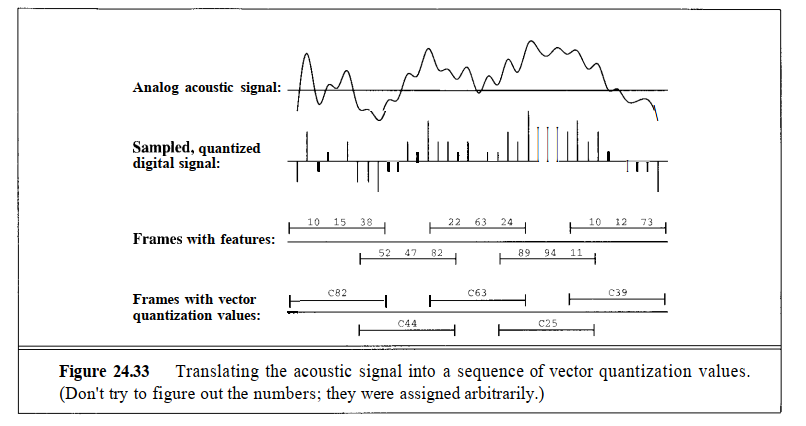 Analog acoustic signal:
Sampled, quantized
digital signal:
10 15 38 22 63 24 10 12 73
Frames with features:
52 47 82 89 94 11
C82 C63 C39
Frames with vector
quantization values:
C44 C25
Figure 24.33 Translating the acoustic signal into a sequence of vector quantization values.
(Don't try to figure out the numbers; they were assigned arbitrarily.)